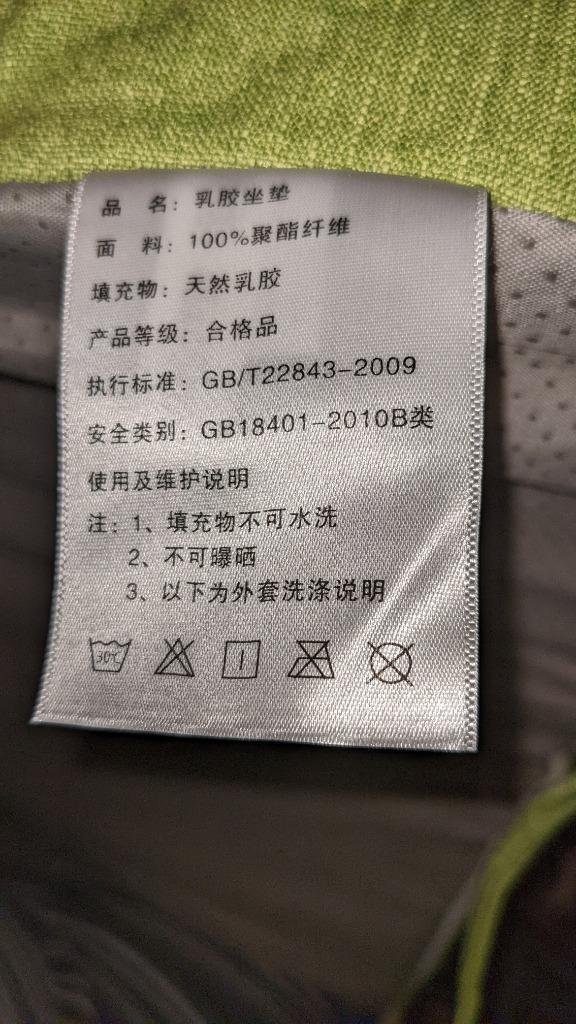 品 名：乳胶坐垫
面 料：100%聚酯纤维
填充物：天然乳胶
产品等级：合格品
执行标准：GB/T22843-2009
安全类别：GB18401-2010B类
使用及维护说明
注：1、填充物不可水洗
2、不可曝晒
3、以下为外套洗涤说明
30℃